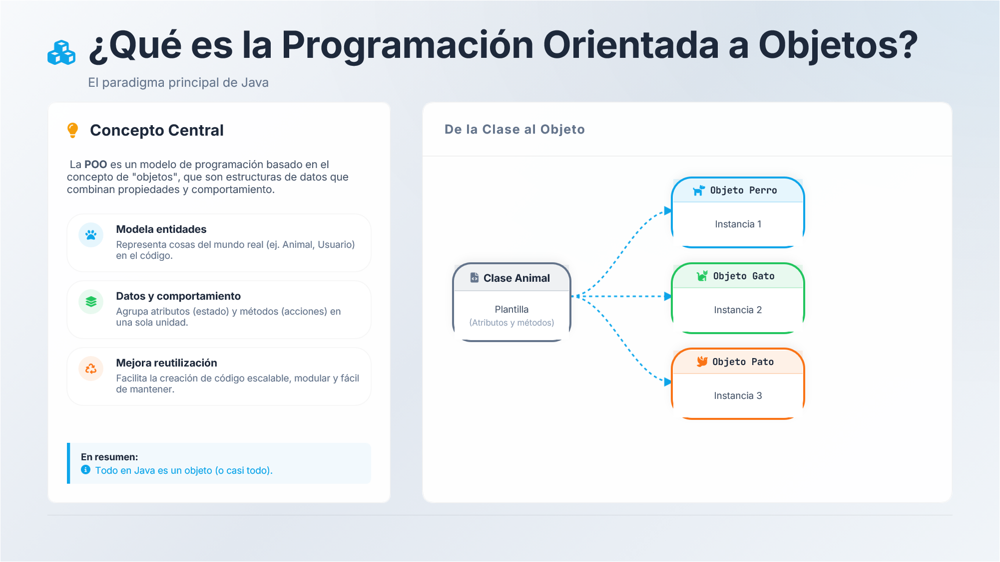 ¿Qué es la Programación Orientada a Objetos?
El paradigma principal de Java
Concepto Central
La POO es un modelo de programación basado en el
concepto de "objetos", que son estructuras de datos que
combinan propiedades y comportamiento.
Modela entidades
Representa cosas del mundo real (ej. Animal, Usuario)
en el código.
Datos y comportamiento
Agrupa atributos (estado) y métodos (acciones) en
una sola unidad.
Mejora reutilización
Facilita la creación de código escalable, modular y fácil
de mantener.
En resumen:
Todo en Java es un objeto (o casi todo).
De la Clase al Objeto
Clase Animal
Plantilla
(Atributos y métodos)
Objeto Perro
Instancia 1
Objeto Gato
Instancia 2
Objeto Pato
Instancia 3